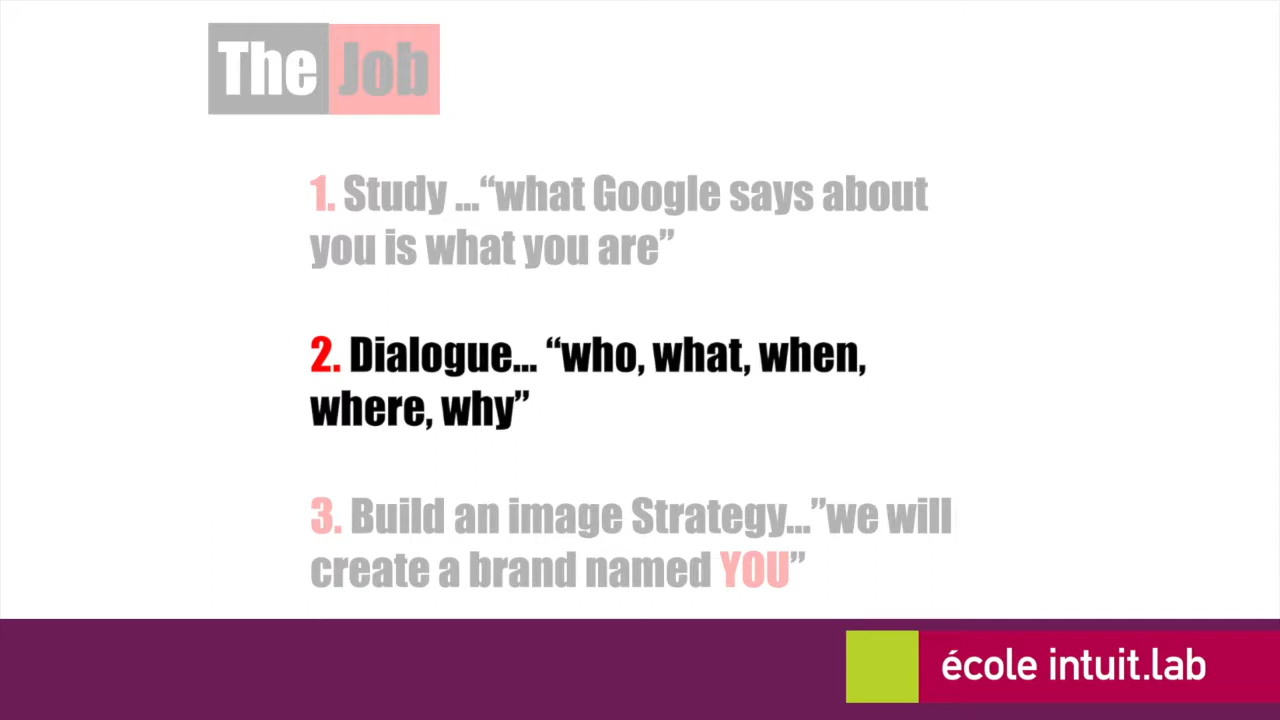 The Job
1. Study ...“what Google says about
you is what you are”
2. Dialogue... “who, what, when,
where, why”
3. Build an image Strategy...”we will
create a brand named YOU”
école intuit.lab